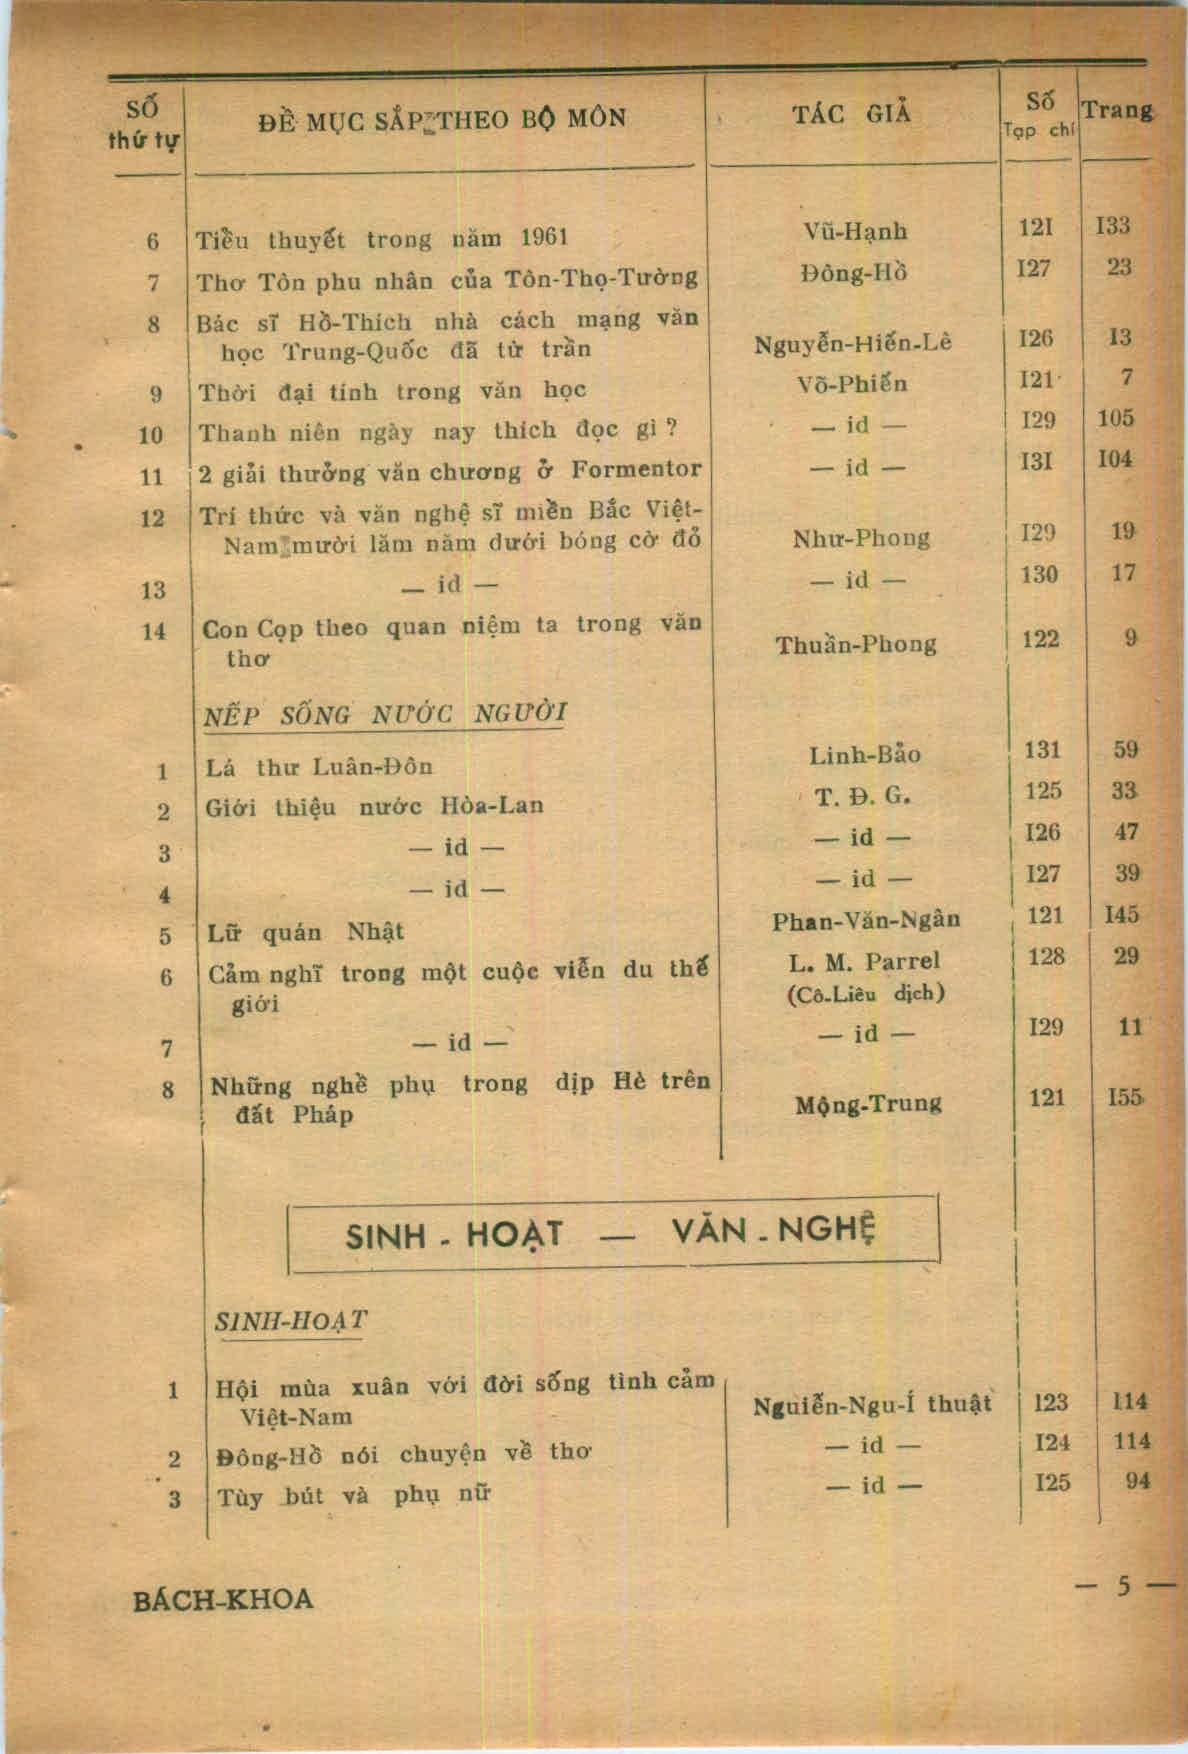 SỐ thứ tự ĐỀ MỤC SẮP THEO BỘ MÔN TÁC GIẢ Số Tạp chí Trang
6 Tiểu thuyết trong năm 1961 Vũ-Hạnh 121 133
7 Thơ Tôn phu nhân của Tôn-Thọ-Tường Đông-Hồ 127 23
8 Bác sĩ Hồ-Thích nhà cách mạng văn
học Trung-Quốc đã từ trần Nguyễn-Hiến-Lê 126 13
9 Thời đại tính trong văn học Võ-Phiến 121 7
10 Thanh niên ngày nay thích đọc gì ? — id — 129 105
11 2 giải thưởng văn chương ở Formentor — id — 131 104
12 Trí thức và văn nghệ sĩ miền Bắc Việt-
Nam mười lăm năm dưới bóng cờ đỏ Như-Phong 129 19
13 — id — — id — 130 17
14 Con Cọp theo quan niệm ta trong văn
thơ Thuần-Phong 122 9
NẾP SỐNG NƯỚC NGƯỜI
1 Lá thư Luân-Đôn Linh-Bảo 131 59
2 Giới thiệu nước Hòa-Lan T. Đ. G. 125 33
3 — id — — id — 126 47
4 — id — — id — 127 39
5 Lữ quán Nhật Phan-Văn-Ngân 121 145
6 Cảm nghĩ trong một cuộc viễn du thế L. M. Parrel 128 29
giới (Cô-Liêu dịch)
7 — id — — id — 129 11
8 Những nghề phụ trong dịp Hè trên
đất Pháp Mộng-Trung 121 155
SINH - HOẠT — VĂN - NGHỆ
SINH-HOẠT
1 Hội mùa xuân với đời sống tình cảm
Việt-Nam Nguiễn-Ngu-Í thuật 123 114
2 Đông-Hồ nói chuyện về thơ — id — 124 114
3 Tùy bút và phụ nữ — id — 125 94
BÁCH-KHOA — 5 —